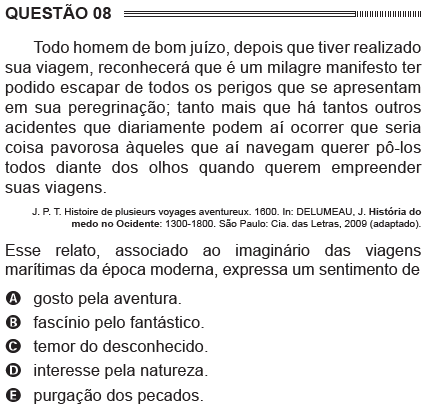 QUESTÃO 08
Todo homem de bom juízo, depois que tiver realizado
sua viagem, reconhecerá que é um milagre manifesto ter
podido escapar de todos os perigos que se apresentam
em sua peregrinação; tanto mais que há tantos outros
acidentes que diariamente podem aí ocorrer que seria
coisa pavorosa àqueles que aí navegam querer pô-los
todos diante dos olhos quando querem empreender
suas viagens.
J. P. T. Histoire de plusieurs voyages aventureux. 1600. In: DELUMEAU, J. História do
medo no Ocidente: 1300-1800. São Paulo: Cia. das Letras, 2009 (adaptado).
Esse relato, associado ao imaginário das viagens
marítimas da época moderna, expressa um sentimento de
A gosto pela aventura.
B fascínio pelo fantástico.
C temor do desconhecido.
D interesse pela natureza.
E purgação dos pecados.